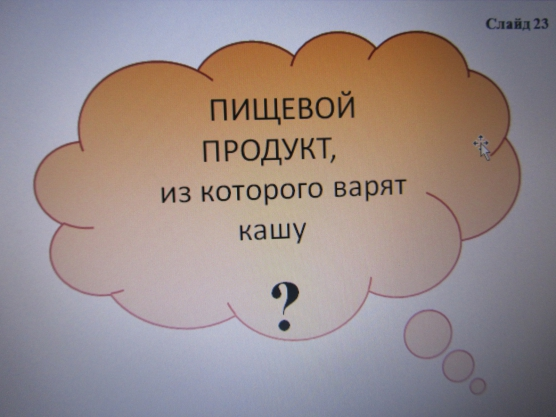 Слайд 23
ПИЩЕВОЙ
ПРОДУКТ,
из которого варят
кашу
?